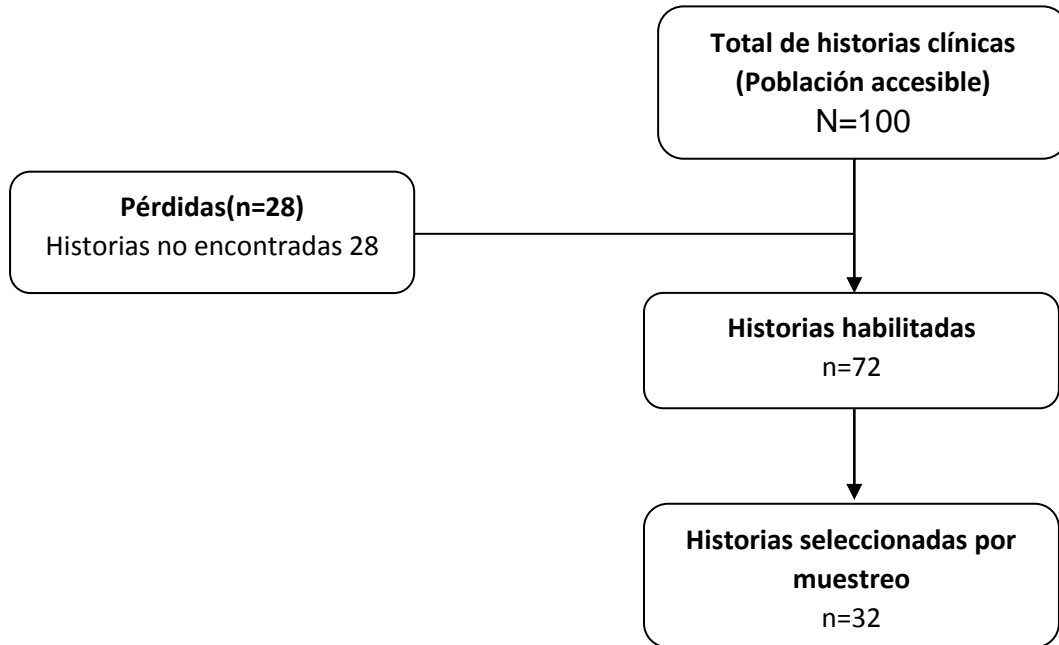 Total de historias clínicas
(Población accesible)
N=100
Pérdidas(n=28)
Historias no encontradas 28
Historias habilitadas
n=72
Historias seleccionadas por
muestreo
n=32